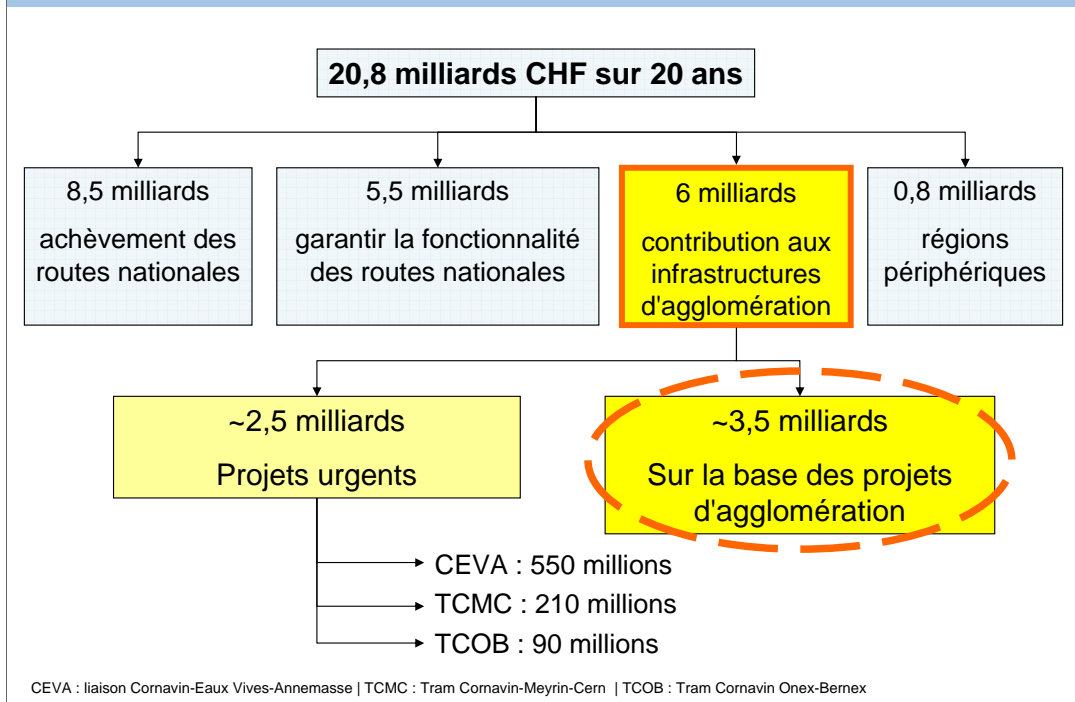 20,8 milliards CHF sur 20 ans
8,5 milliards
achèvement des
routes nationales
5,5 milliards
garantir la fonctionnalité
des routes nationales
6 milliards
contribution aux
infrastructures
d'agglomération
0,8 milliards
régions
périphériques
~2,5 milliards
Projets urgents
~3,5 milliards
Sur la base des projets
d'agglomération
CEVA : 550 millions
TCMC : 210 millions
TCOB : 90 millions
CEVA : liaison Cornavin-Eaux Vives-Annemasse | TCMC : Tram Cornavin-Meyrin-Cern | TCOB : Tram Cornavin Onex-Bernex